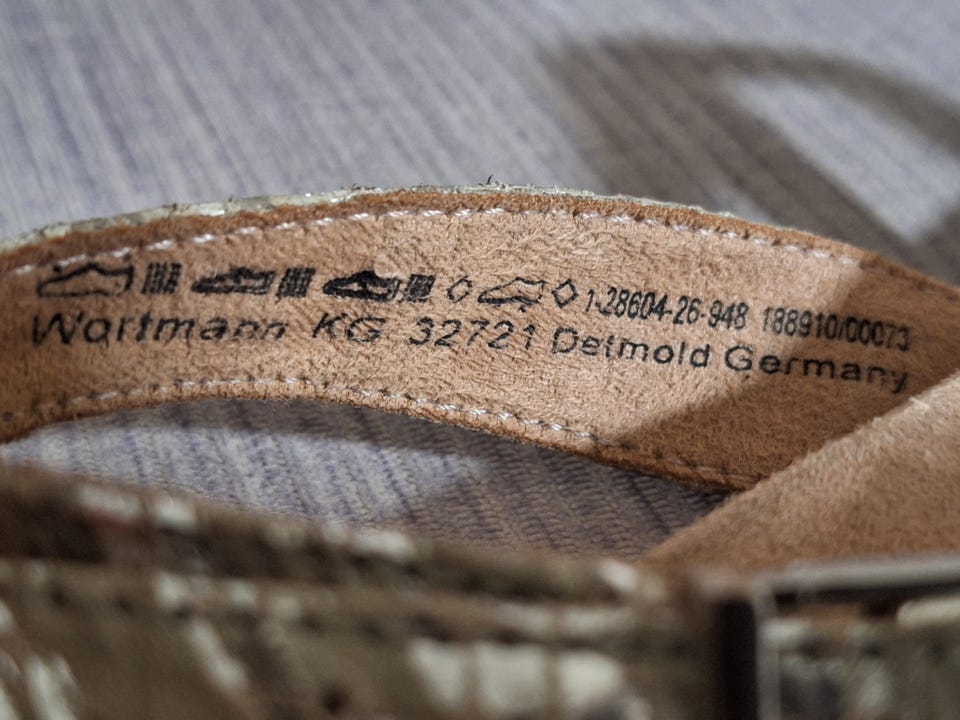 1-28604-26-948 188910/00073
Wortmann KG 32721 Detmold Germany